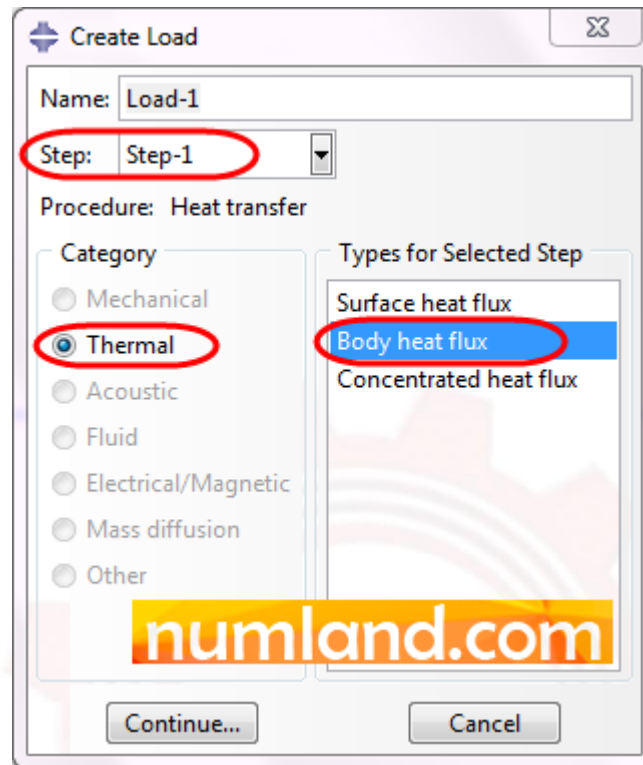 Create Load
Name: Load-1
Step: Step-1
Procedure: Heat transfer
Category
Mechanical
Thermal
Acoustic
Fluid
Electrical/Magnetic
Mass diffusion
Other
Types for Selected Step
Surface heat flux
Body heat flux
Concentrated heat flux
numland.com
Continue...
Cancel